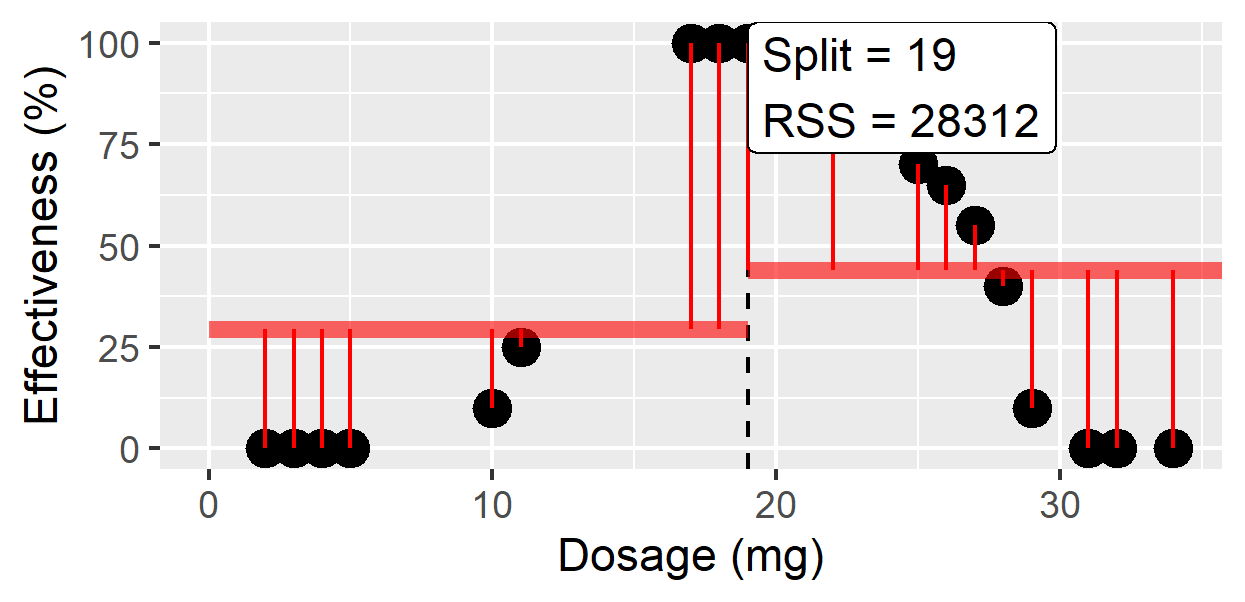 Split = 19
RSS = 28312
Effectiveness (%)
100
75
50
25
0
0 10 20 30
Dosage (mg)